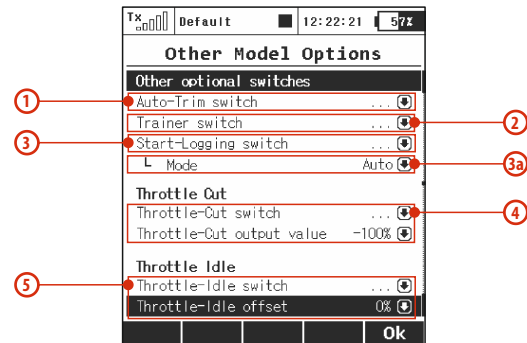 Tx Default 12:22:21 57%
Other Model Options
Other optional switches
1 Auto-Trim switch ...
Trainer switch ... 2
3 Start-Logging switch ...
Mode Auto 3a
Throttle Cut
Throttle-Cut switch ... 4
Throttle-Cut output value -100%
Throttle Idle
5 Throttle-Idle switch ...
Throttle-Idle offset 0%
Ok